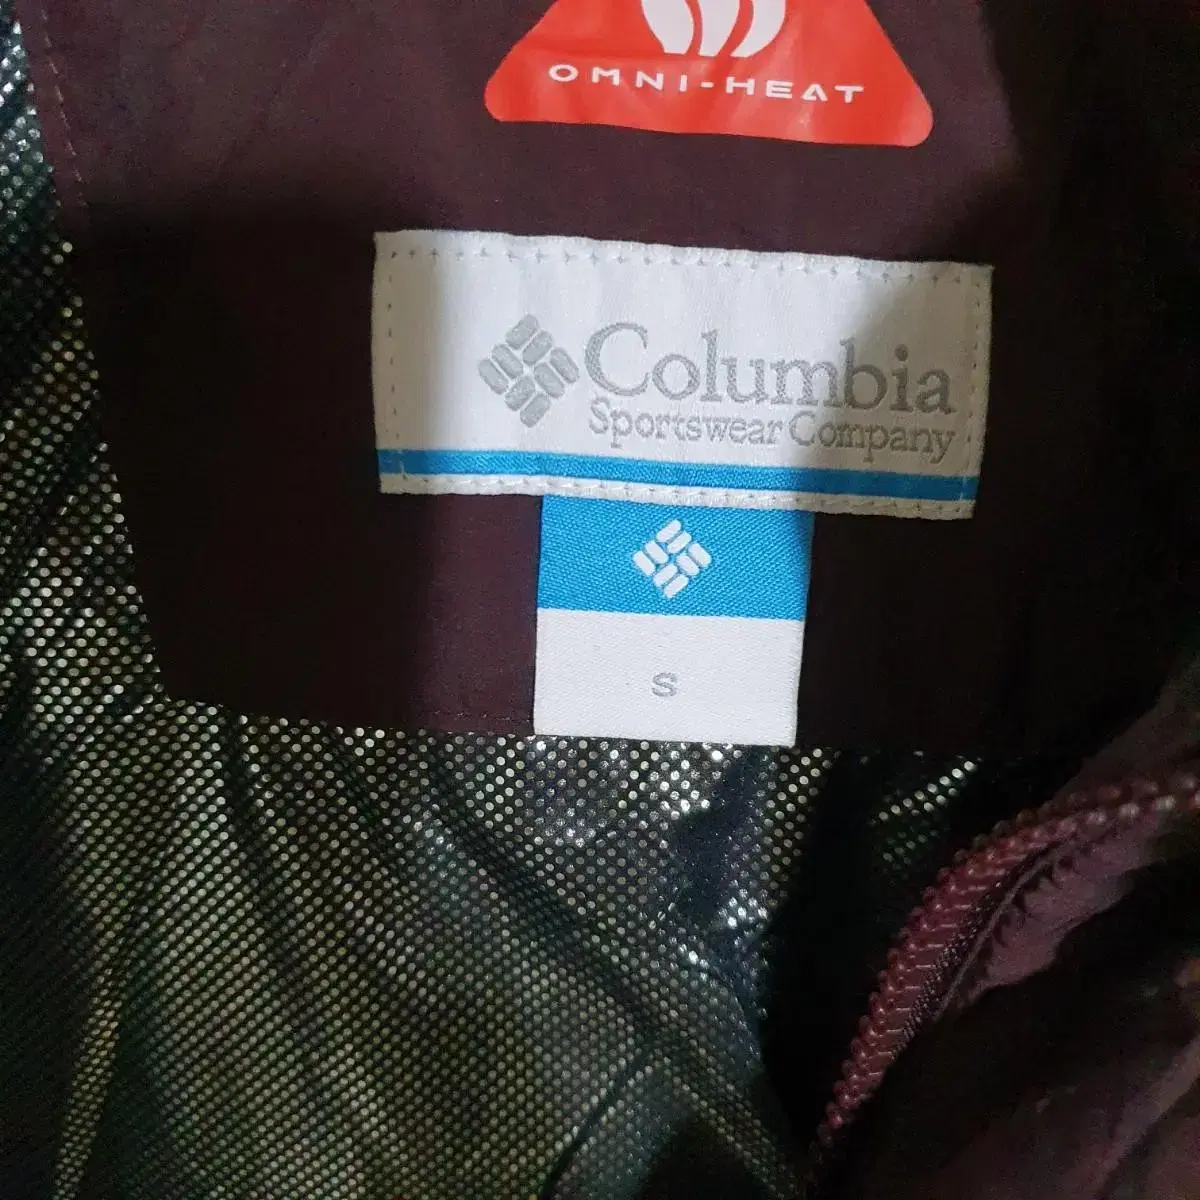 OMNI-HEAT
Columbia
Sportswear Company
S